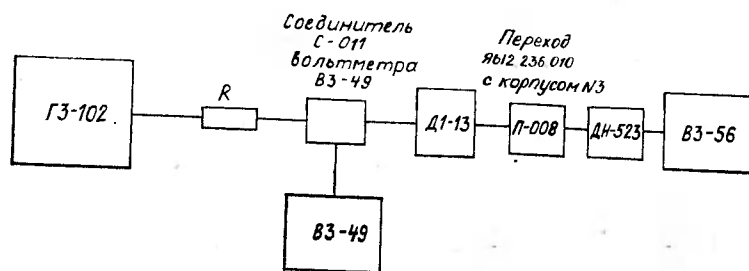 Соединитель
С-011
вольтметра
В3-49
Переход
ЯЫ2.236.010
с корпусом N3
Г3-102
R
Д1-13
П-008
ДН-523
В3-56
В3-49